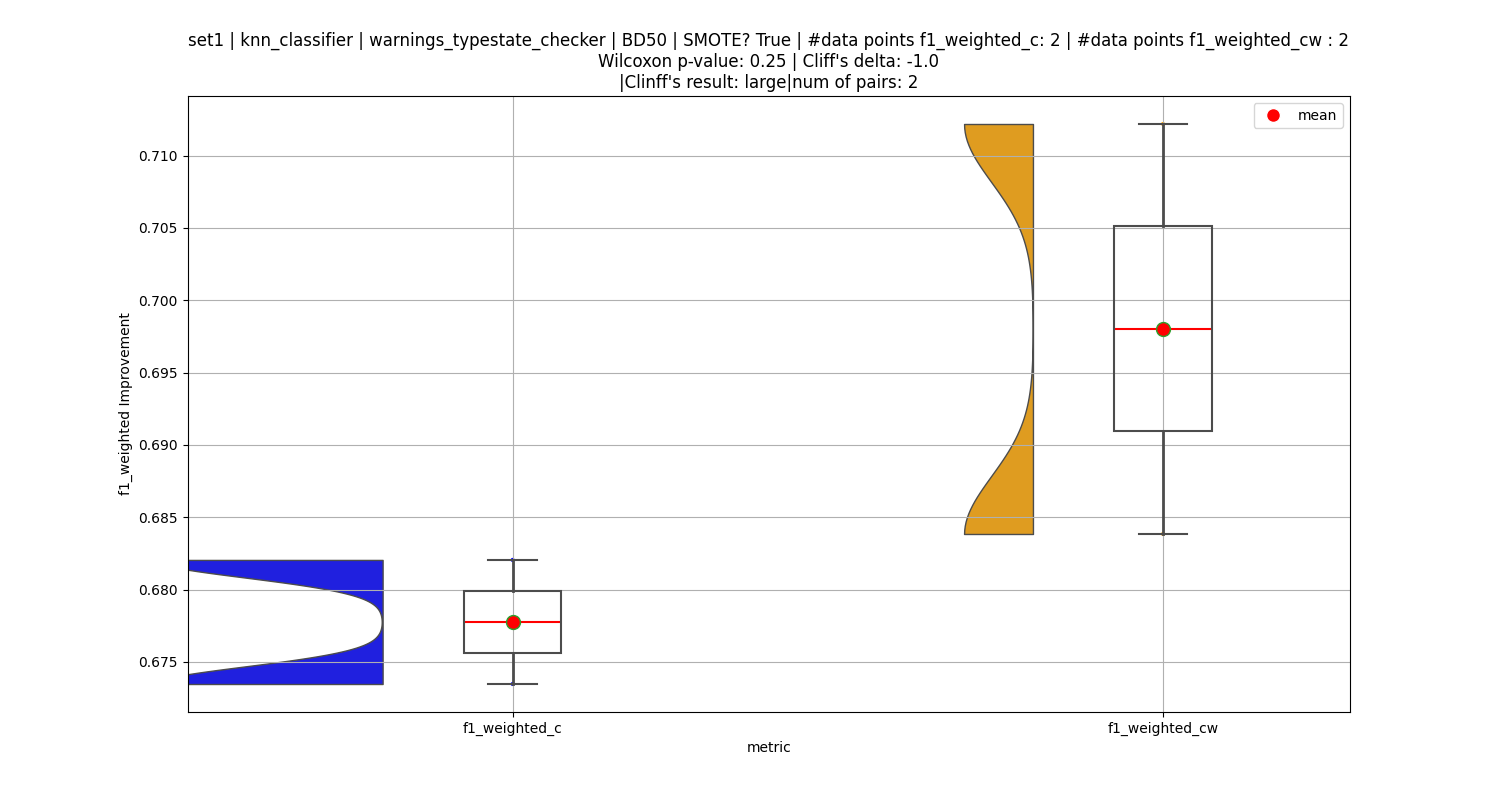 set1 | knn_classifier | warnings_typestate_checker | BD50 | SMOTE? True | #data points f1_weighted_c: 2 | #data points f1_weighted_cw : 2
Wilcoxon p-value: 0.25 | Cliff's delta: -1.0
|Clinff's result: large|num of pairs: 2
mean
0.710
0.705
0.700
0.695
0.690
0.685
0.680
0.675
f1_weighted Improvement
f1_weighted_c
f1_weighted_cw
metric